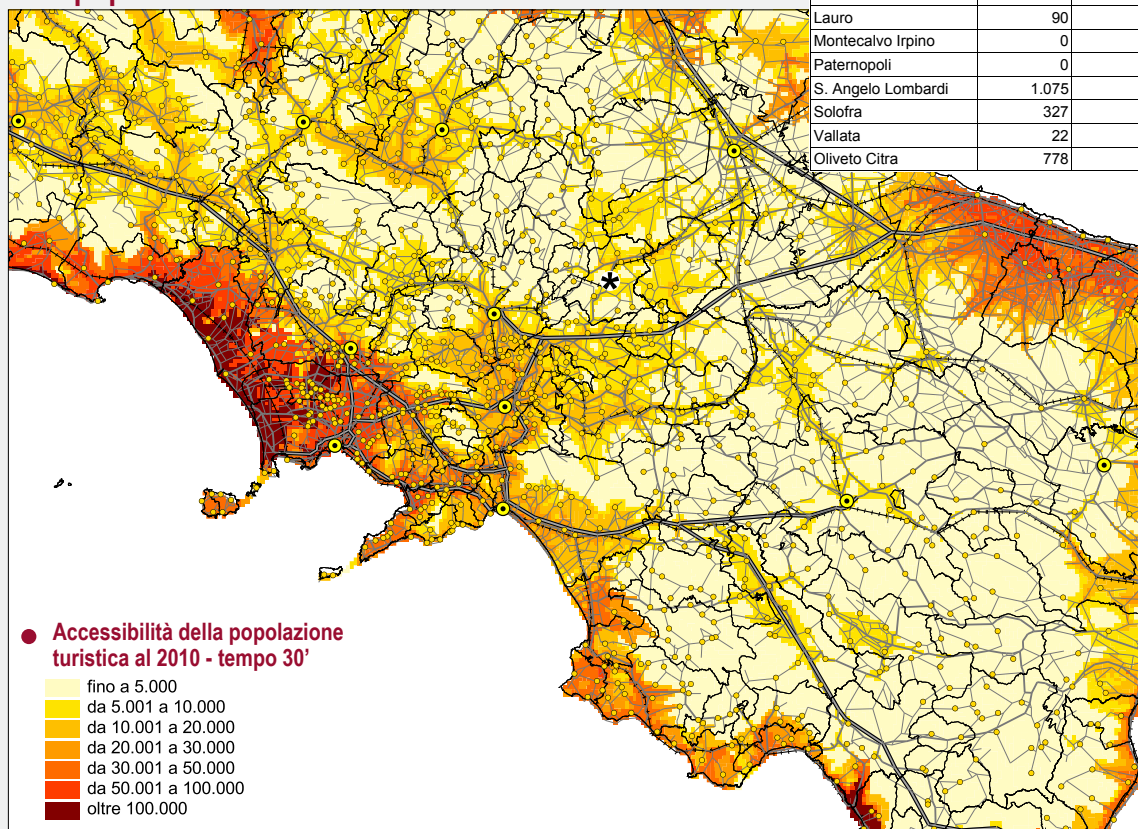 Lauro 90
Montecalvo Irpino 0
Paternopoli 0
S. Angelo Lombardi 1.075
Solofra 327
Vallata 22
Oliveto Citra 778
*
● Accessibilità della popolazione
turistica al 2010 - tempo 30’
fino a 5.000
da 5.001 a 10.000
da 10.001 a 20.000
da 20.001 a 30.000
da 30.001 a 50.000
da 50.001 a 100.000
oltre 100.000